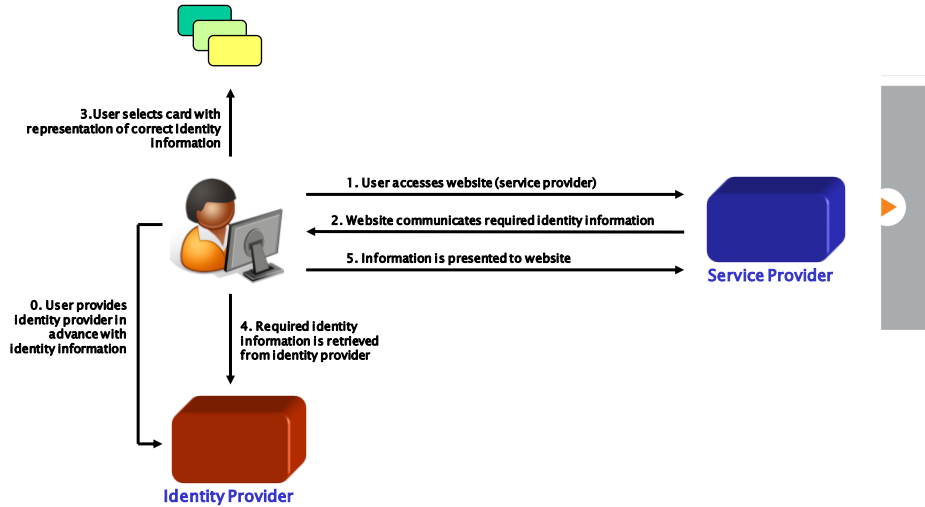 3.User selects card with
representation of correct identity
information
1. User accesses website (service provider)
2. Website communicates required identity information
5. Information is presented to website
Service Provider
0. User provides
identity provider in
advance with
identity information
4. Required identity
information is retrieved
from identity provider
Identity Provider